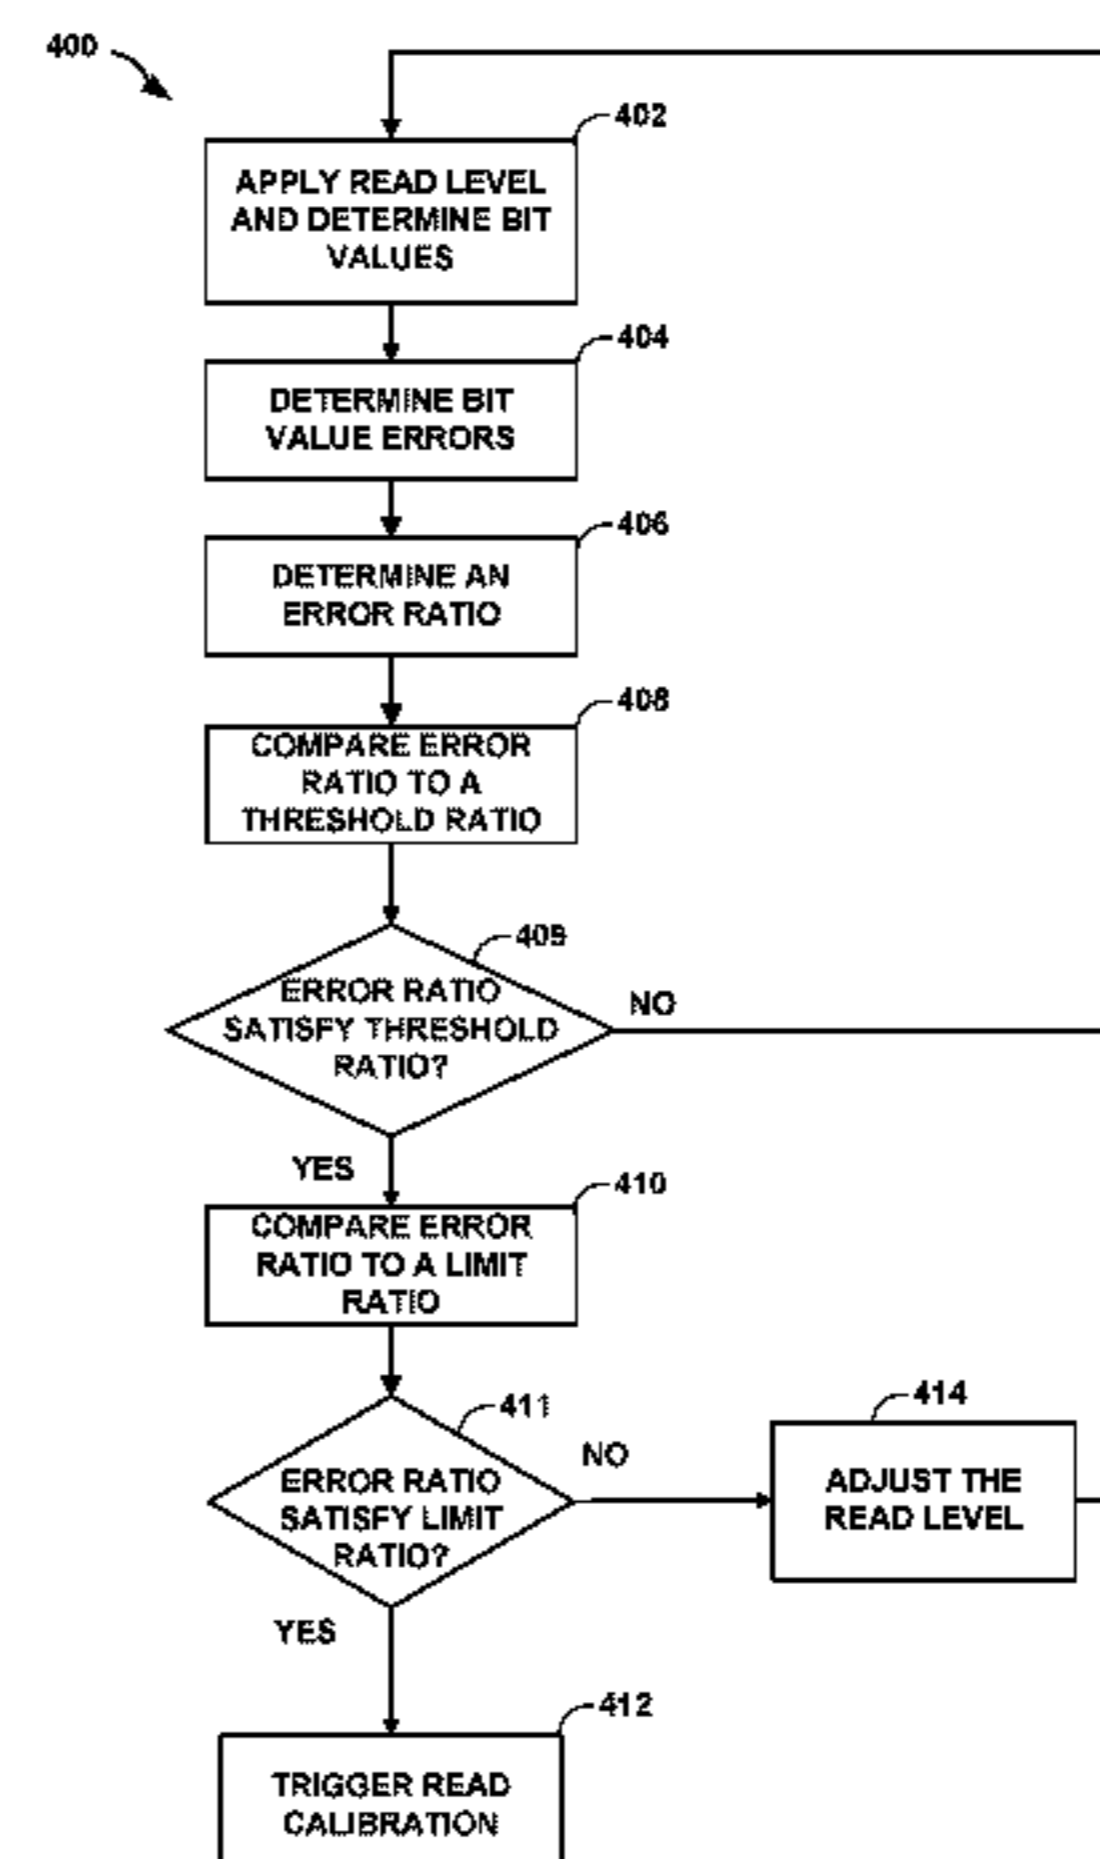 400
402
APPLY READ LEVEL
AND DETERMINE BIT
VALUES
404
DETERMINE BIT
VALUE ERRORS
406
DETERMINE AN
ERROR RATIO
408
COMPARE ERROR
RATIO TO A
THRESHOLD RATIO
409
ERROR RATIO
SATISFY THRESHOLD
RATIO?
NO
YES
410
COMPARE ERROR
RATIO TO A LIMIT
RATIO
411
ERROR RATIO
SATISFY LIMIT
RATIO?
NO
414
ADJUST THE
READ LEVEL
YES
412
TRIGGER READ
CALIBRATION